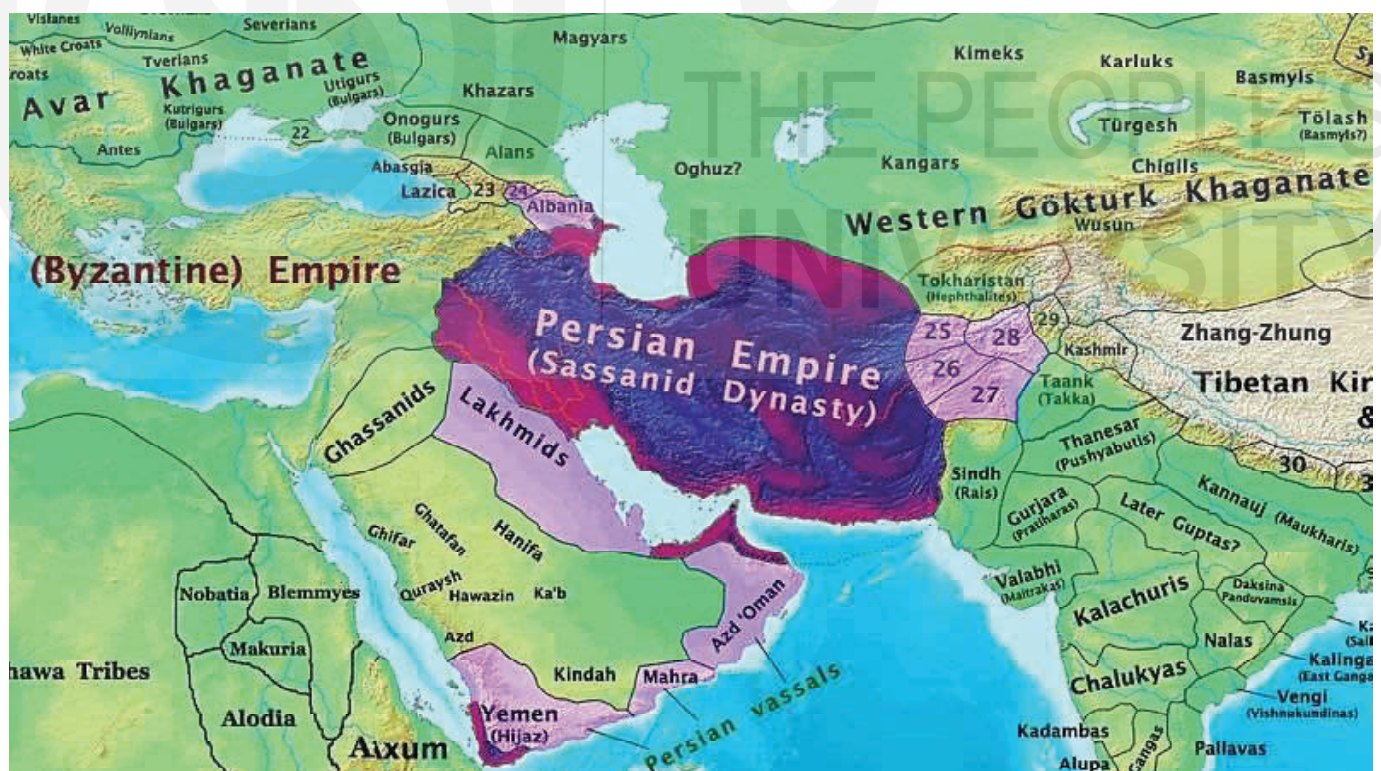 Vislanes
Volhynians
Severians
White Croats
roats
Tverians
Avar Khaganate
Kutrigurs
(Bulgars)
Utigurs
(Bulgars)
Antes
22
Magyars
Khazars
Onogurs
(Bulgars)
Alans
Abasgia
Lazica
23
24
Albania
Oghuz?
Kimeks
Karluks
Basmyls
Türgesh
Tölash
(Basmyls?)
Kangars
Chigils
THE PEOPLE'S
UNIVERSITY
Western Göktürk Khaganate
Wusun
(Byzantine) Empire
Persian Empire
(Sassanid Dynasty)
Tokharistan
(Hephthalites)
25
28
29
26
27
Kashmir
Zhang-Zhung
Tibetan Kin
&
Taank
(Takka)
Thanesar
(Pushyabutis)
30
3
Sindh
(Rais)
Gurjara
(Pratiharas)
Later
Guptas?
Kannauj (Maukharis)
Valabhi
(Maitrakas)
Kalachuris
Daksina
Panduvamsis
Nalas
Ka
(Sail
Kalinga
(East Ganga
Chalukyas
Vengi
(Vishnukundinas)
Kadambas
Gangas
Alupa
Pallavas
Ghassanids
Lakhmids
Ghifar
Ghatafan
Hanifa
Quraysh
Hawazin
Ka'b
Azd
Kindah
Azd 'Oman
Mahra
Yemen
(Hijaz)
Persian vassals
Nobatia
Blemmyes
Makuria
hawa Tribes
Alodia
Axum